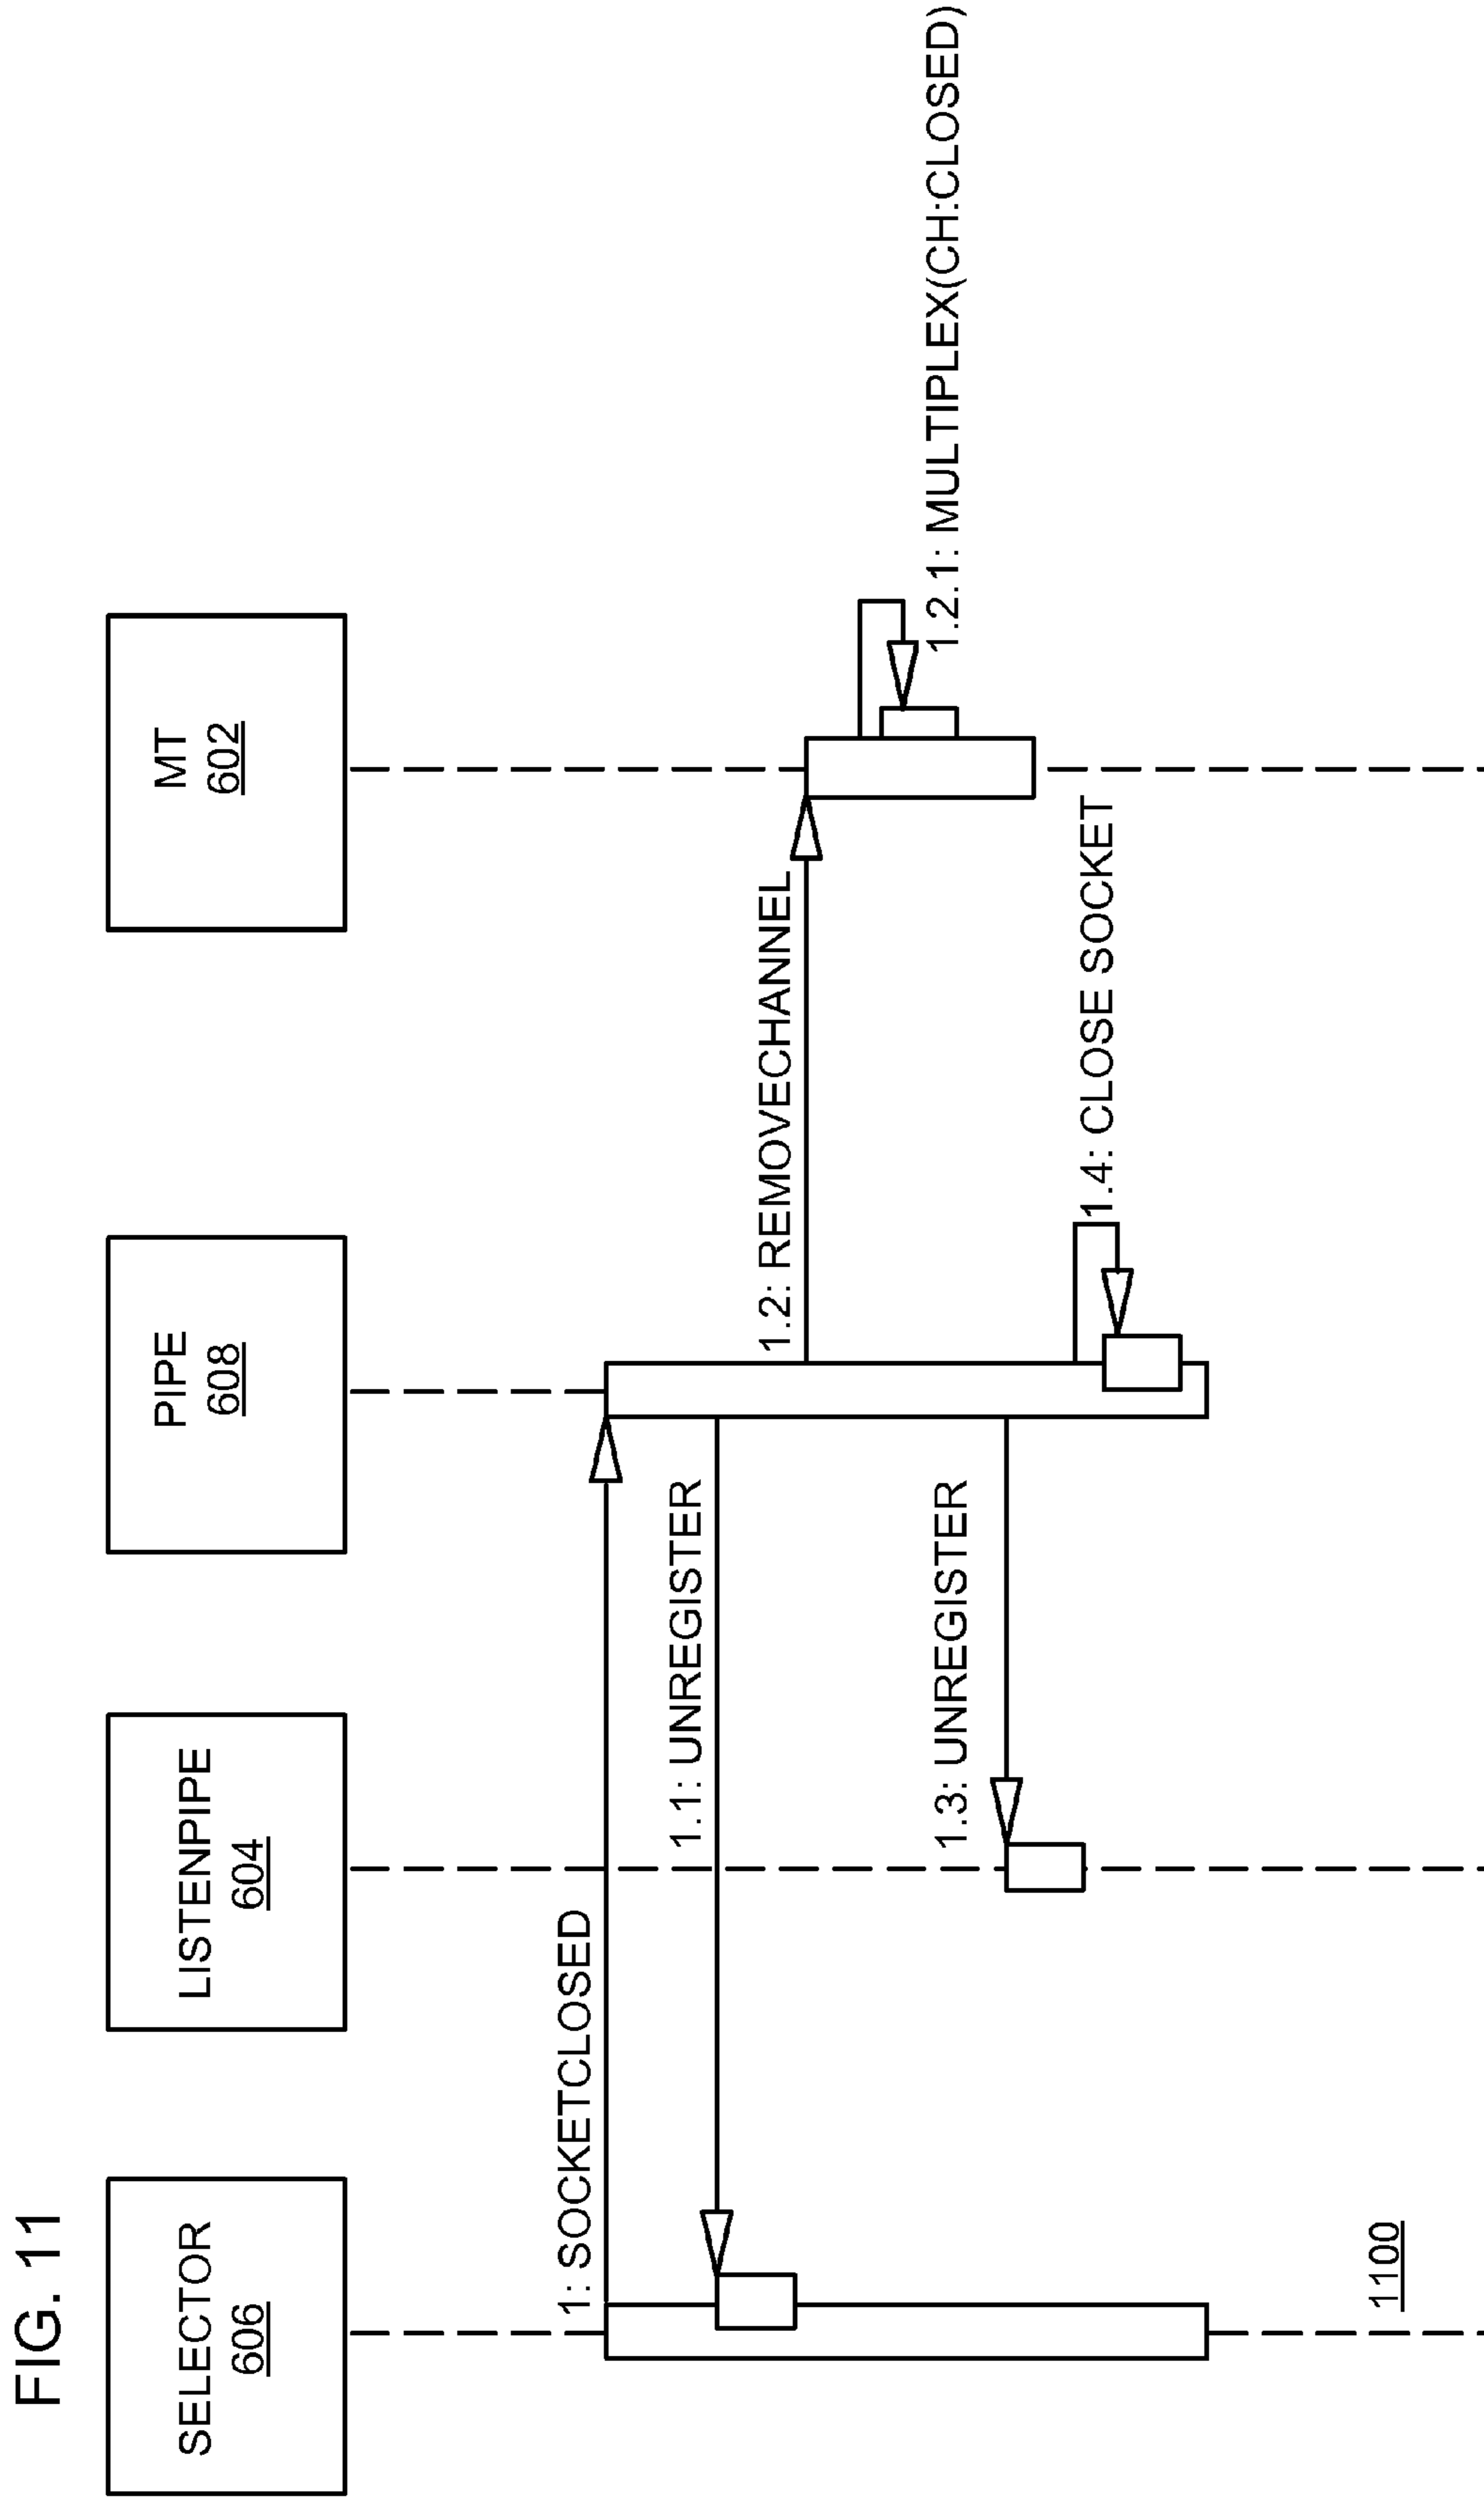 FIG. 11
SELECTOR
606
LISTENPIPE
604
PIPE
608
MT
602
1: SOCKETCLOSED
1.1: UNREGISTER
1.2: REMOVECHANNEL
1.2.1: MULTIPLEX(CH:CLOSED)
1.3: UNREGISTER
1.4: CLOSE SOCKET
1100